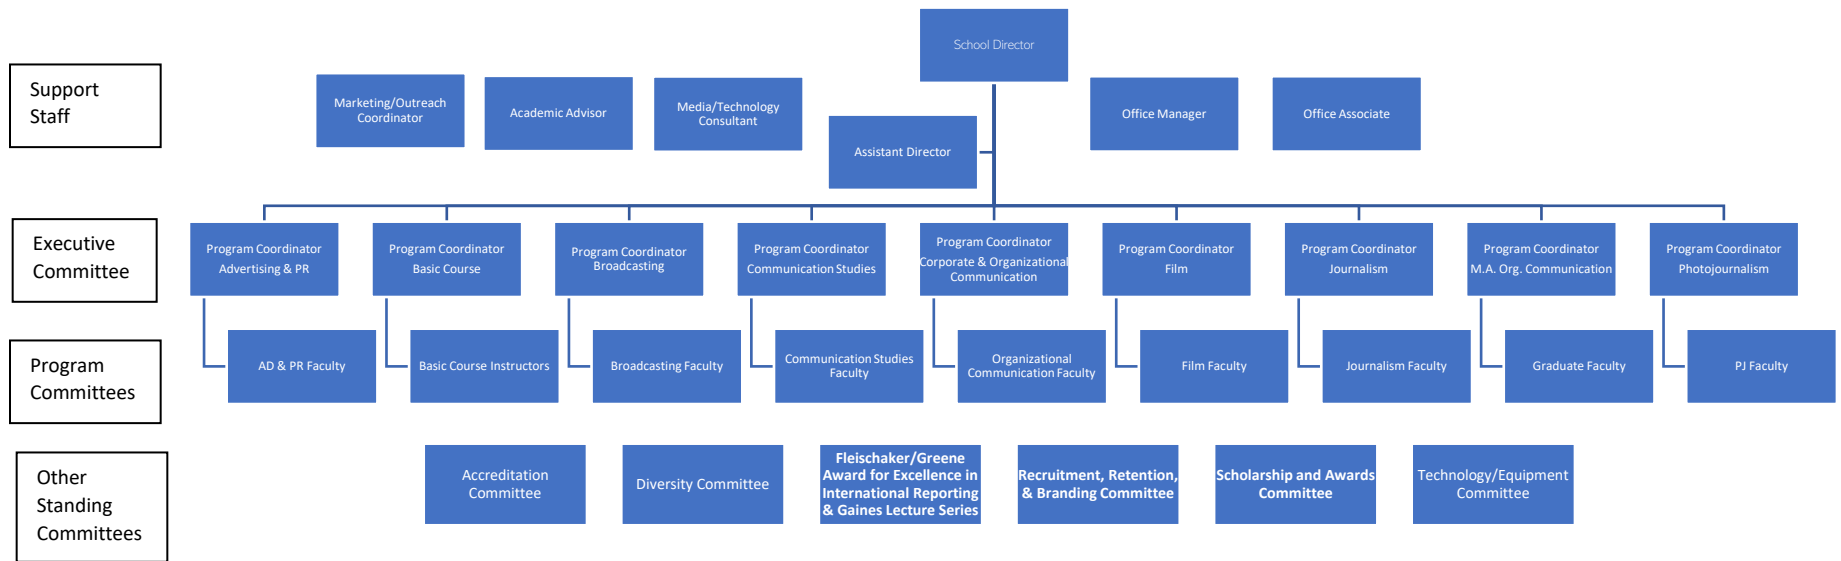 School Director
Support
Staff
Marketing/Outreach
Coordinator
Academic Advisor
Media/Technology
Consultant
Assistant Director
Office Manager
Office Associate
Executive
Committee
Program Coordinator
Advertising & PR
Program Coordinator
Basic Course
Program Coordinator
Broadcasting
Program Coordinator
Communication Studies
Program Coordinator
Corporate & Organizational
Communication
Program Coordinator
Film
Program Coordinator
Journalism
Program Coordinator
M.A. Org. Communication
Program Coordinator
Photojournalism
Program
Committees
AD & PR Faculty
Basic Course Instructors
Broadcasting Faculty
Communication Studies
Faculty
Organizational
Communication Faculty
Film Faculty
Journalism Faculty
Graduate Faculty
PJ Faculty
Other
Standing
Committees
Accreditation
Committee
Diversity Committee
Fleischaker/Greene
Award for Excellence in
International Reporting
& Gaines Lecture Series
Recruitment, Retention,
& Branding Committee
Scholarship and Awards
Committee
Technology/Equipment
Committee